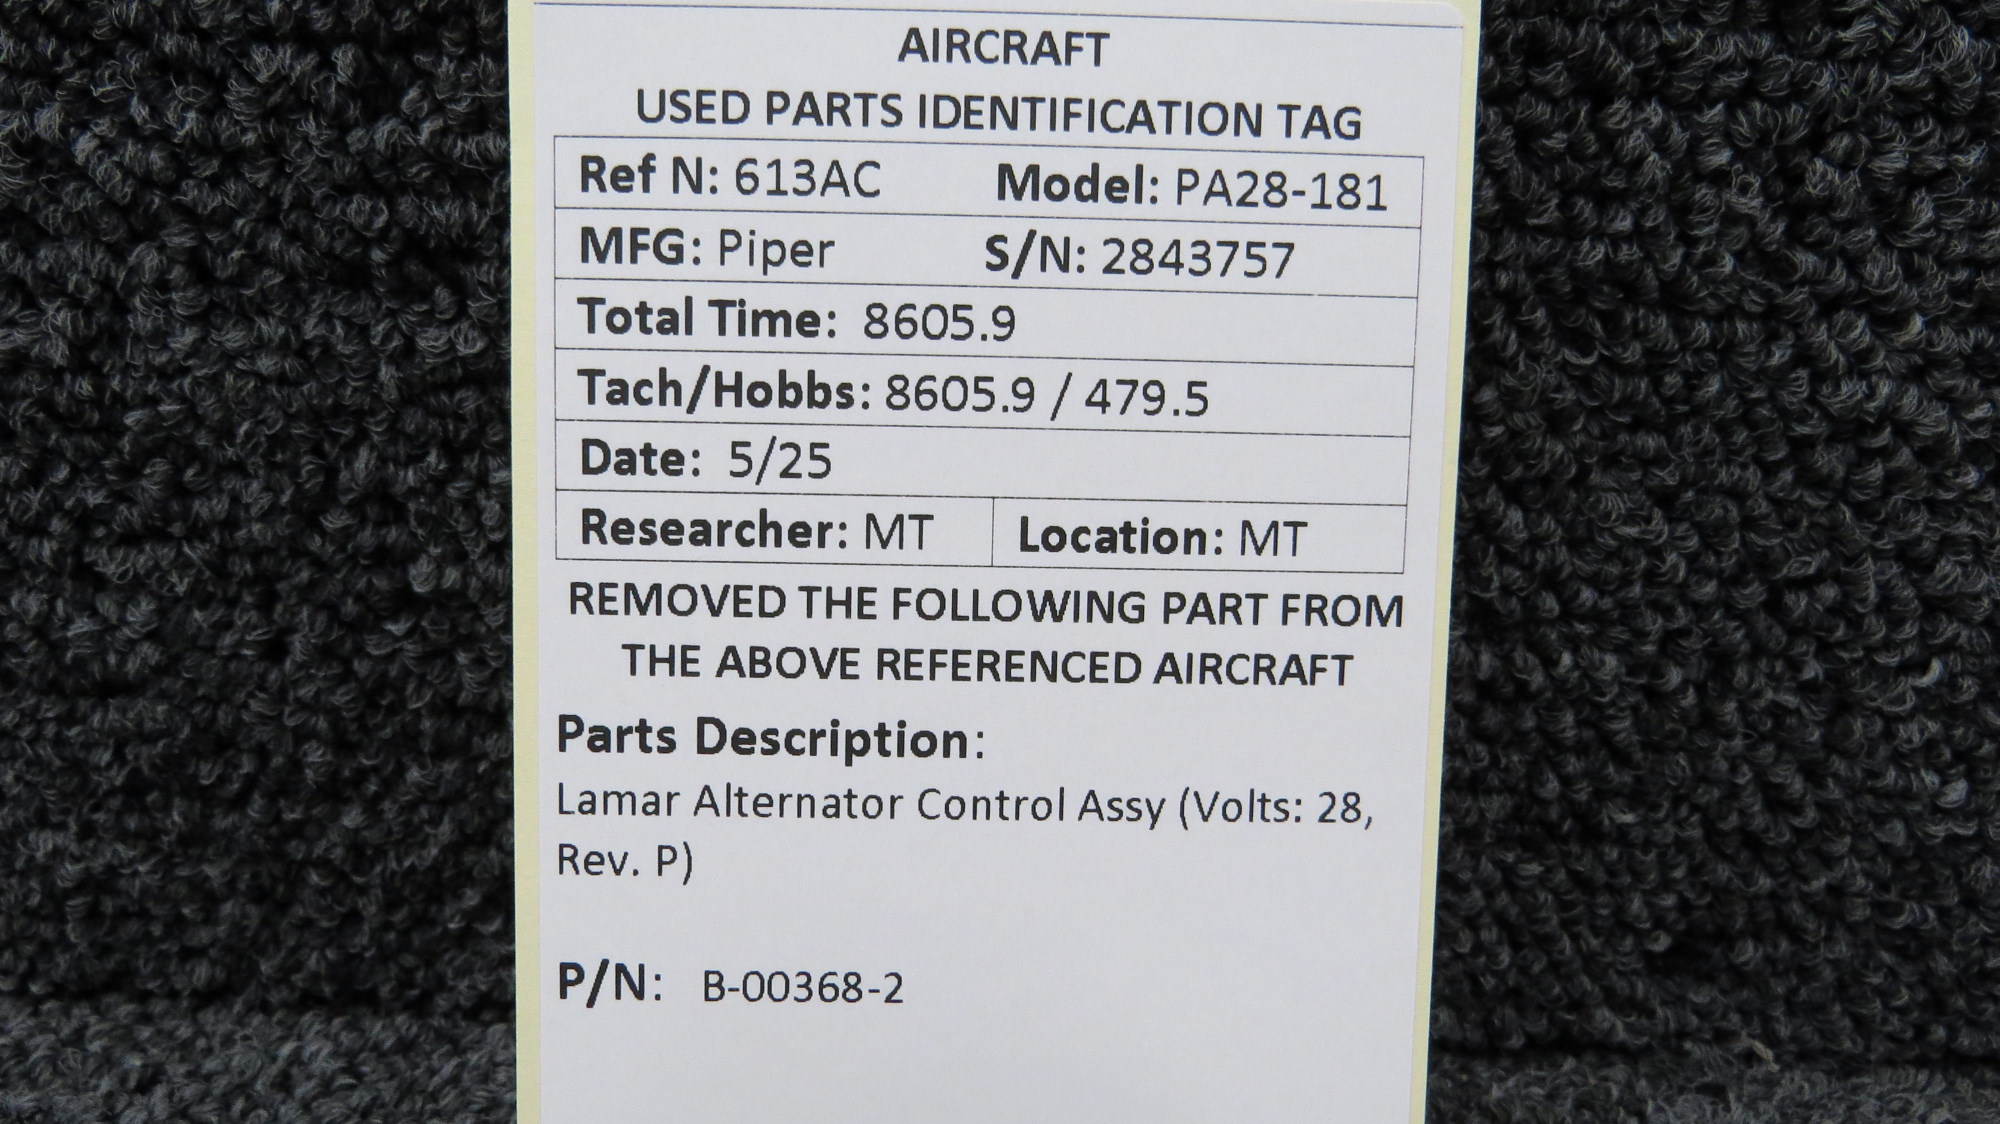 AIRCRAFT
USED PARTS IDENTIFICATION TAG
Ref N: 613AC Model: PA28-181
MFG: Piper S/N: 2843757
Total Time: 8605.9
Tach/Hobbs: 8605.9 / 479.5
Date: 5/25
Researcher: MT Location: MT
REMOVED THE FOLLOWING PART FROM
THE ABOVE REFERENCED AIRCRAFT
Parts Description:
Lamar Alternator Control Assy (Volts: 28,
Rev. P)
P/N: B-00368-2